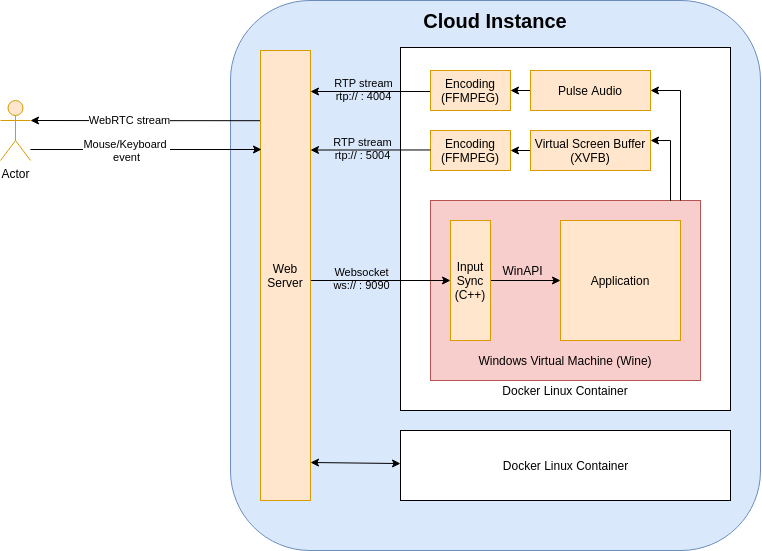 Cloud Instance
RTP stream
rtp:// : 4004
Encoding
(FFMPEG)
Pulse Audio
WebRTC stream
Mouse/Keyboard
event
Actor
RTP stream
rtp:// : 5004
Encoding
(FFMPEG)
Virtual Screen Buffer
(XVFB)
Web
Server
Websocket
ws:// : 9090
Input
Sync
(C++)
WinAPI
Application
Windows Virtual Machine (Wine)
Docker Linux Container
Docker Linux Container